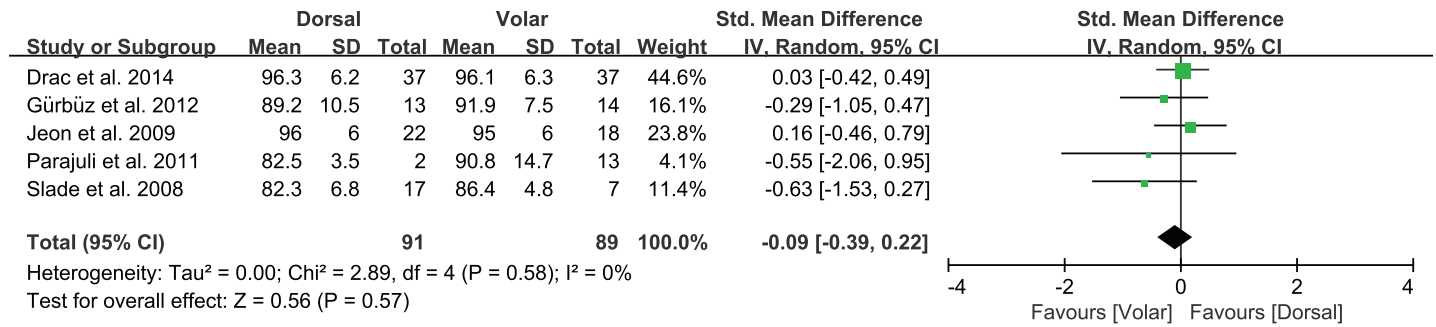 Dorsal Volar Std. Mean Difference Std. Mean Difference
Study or Subgroup Mean SD Total Mean SD Total Weight IV, Random, 95% CI IV, Random, 95% CI
Drac et al. 2014 96.3 6.2 37 96.1 6.3 37 44.6% 0.03 [-0.42, 0.49]
Gürbüz et al. 2012 89.2 10.5 13 91.9 7.5 14 16.1% -0.29 [-1.05, 0.47]
Jeon et al. 2009 96 6 22 95 6 18 23.8% 0.16 [-0.46, 0.79]
Parajuli et al. 2011 82.5 3.5 2 90.8 14.7 13 4.1% -0.55 [-2.06, 0.95]
Slade et al. 2008 82.3 6.8 17 86.4 4.8 7 11.4% -0.63 [-1.53, 0.27]
Total (95% CI) 91 89 100.0% -0.09 [-0.39, 0.22]
Heterogeneity: Tau² = 0.00; Chi² = 2.89, df = 4 (P = 0.58); I² = 0%
Test for overall effect: Z = 0.56 (P = 0.57)
-4 -2 0 2 4
Favours [Volar] Favours [Dorsal]